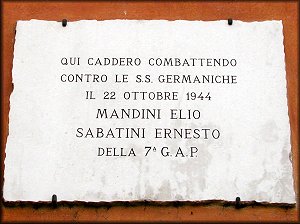 QUI CADDERO COMBATTENDO
CONTRO LE S.S. GERMANICHE
IL 22 OTTOBRE 1944
MANDINI ELIO
SABATINI ERNESTO
DELLA 7ª G.A.P.